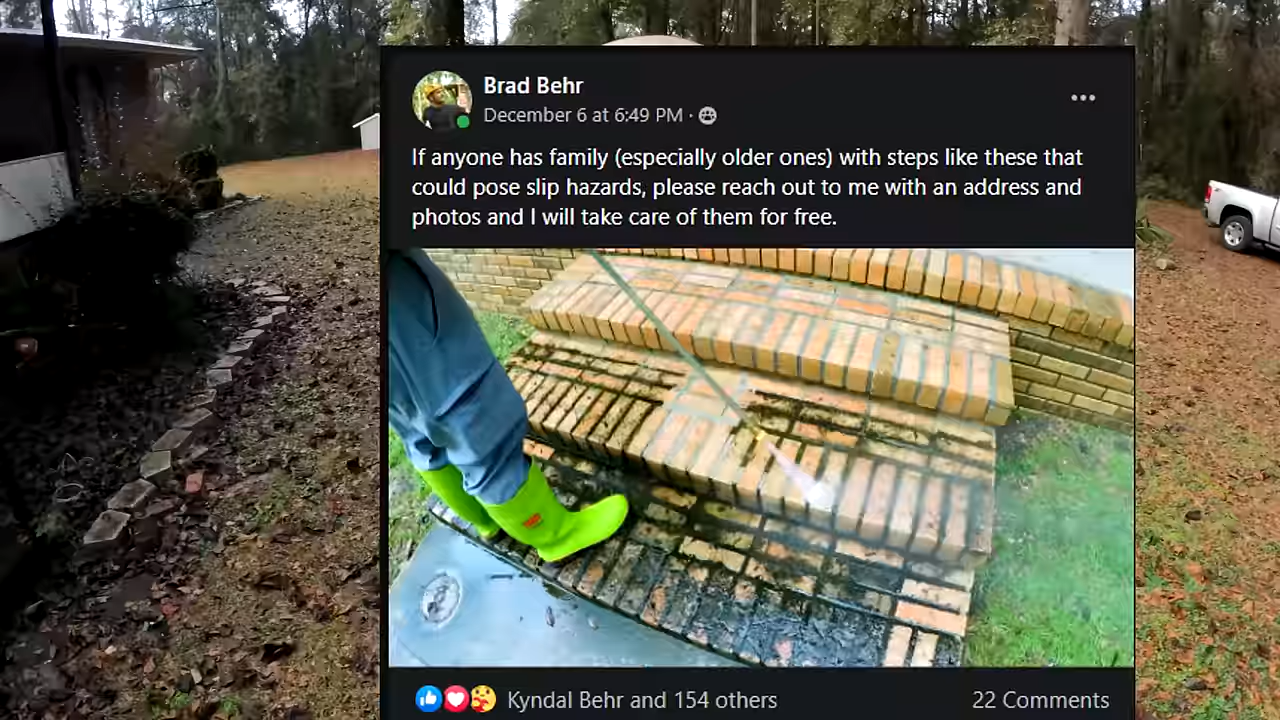 Brad Behr
December 6 at 6:49 PM ·
If anyone has family (especially older ones) with steps like these that
could pose slip hazards, please reach out to me with an address and
photos and I will take care of them for free.
Kyndal Behr and 154 others
22 Comments